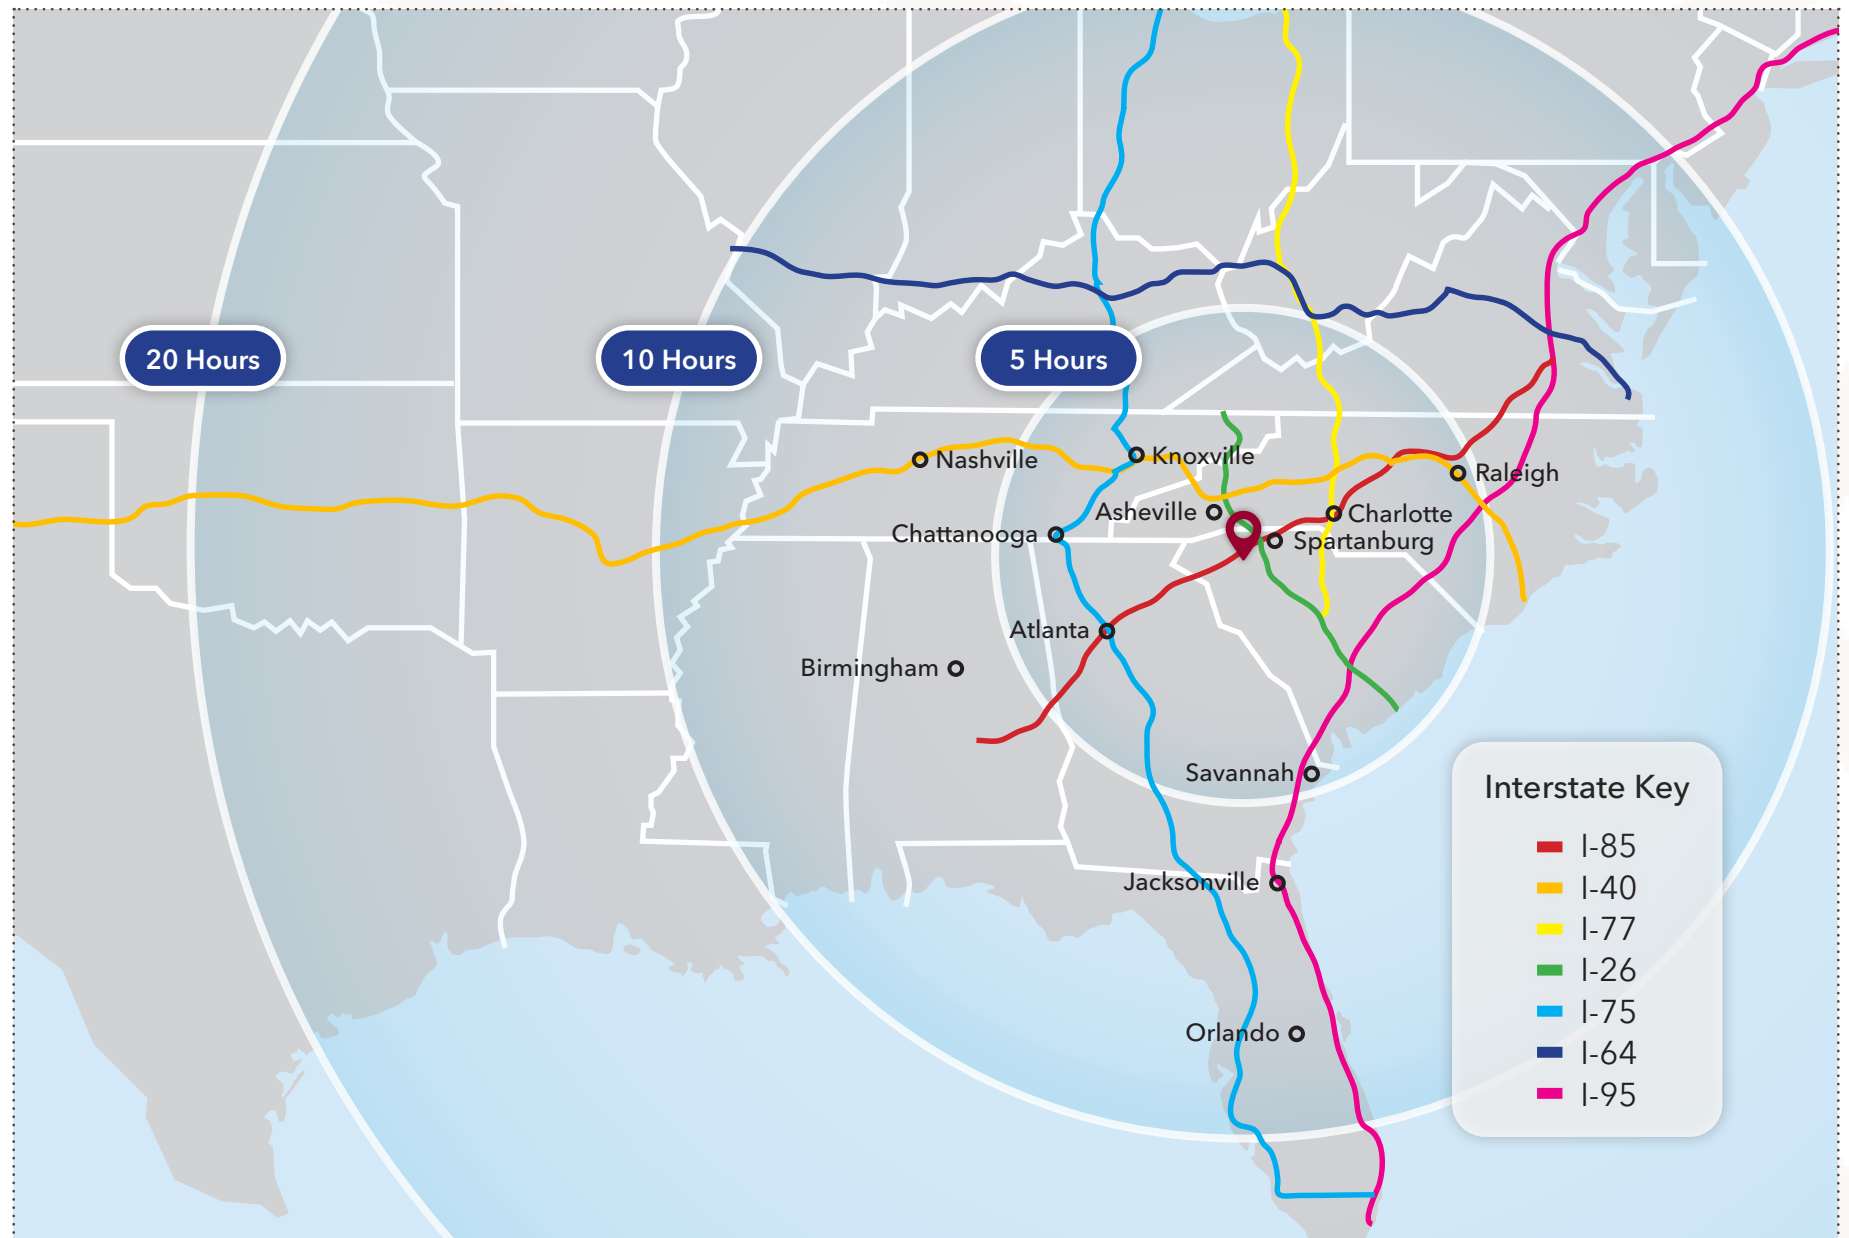 20 Hours
10 Hours
5 Hours
Nashville
Knoxville
Raleigh
Asheville
Charlotte
Chattanooga
Spartanburg
Atlanta
Birmingham
Savannah
Jacksonville
Orlando
Interstate Key
I-85
I-40
I-77
I-26
I-75
I-64
I-95